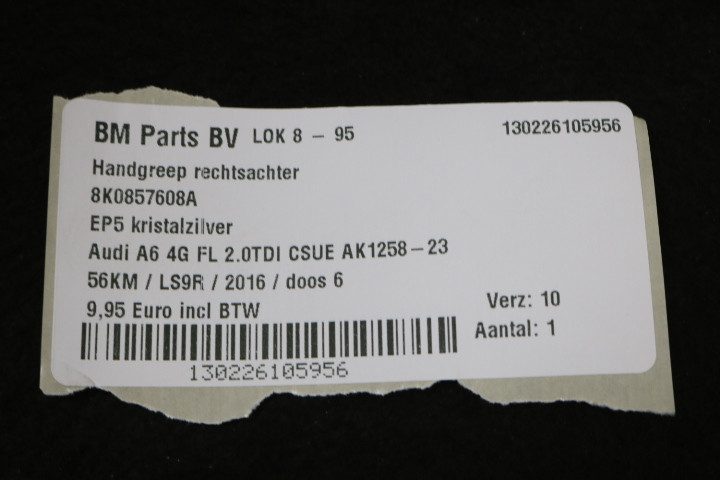 BM Parts BV LOK 8 - 95 130226105956
Handgreep rechtsachter
8K0857608A
EP5 kristalzilver
Audi A6 4G FL 2.0TDI CSUE AK1258-23
56KM / LS9R / 2016 / doos 6
9,95 Euro incl BTW Verz: 10
Aantal: 1
130226105956